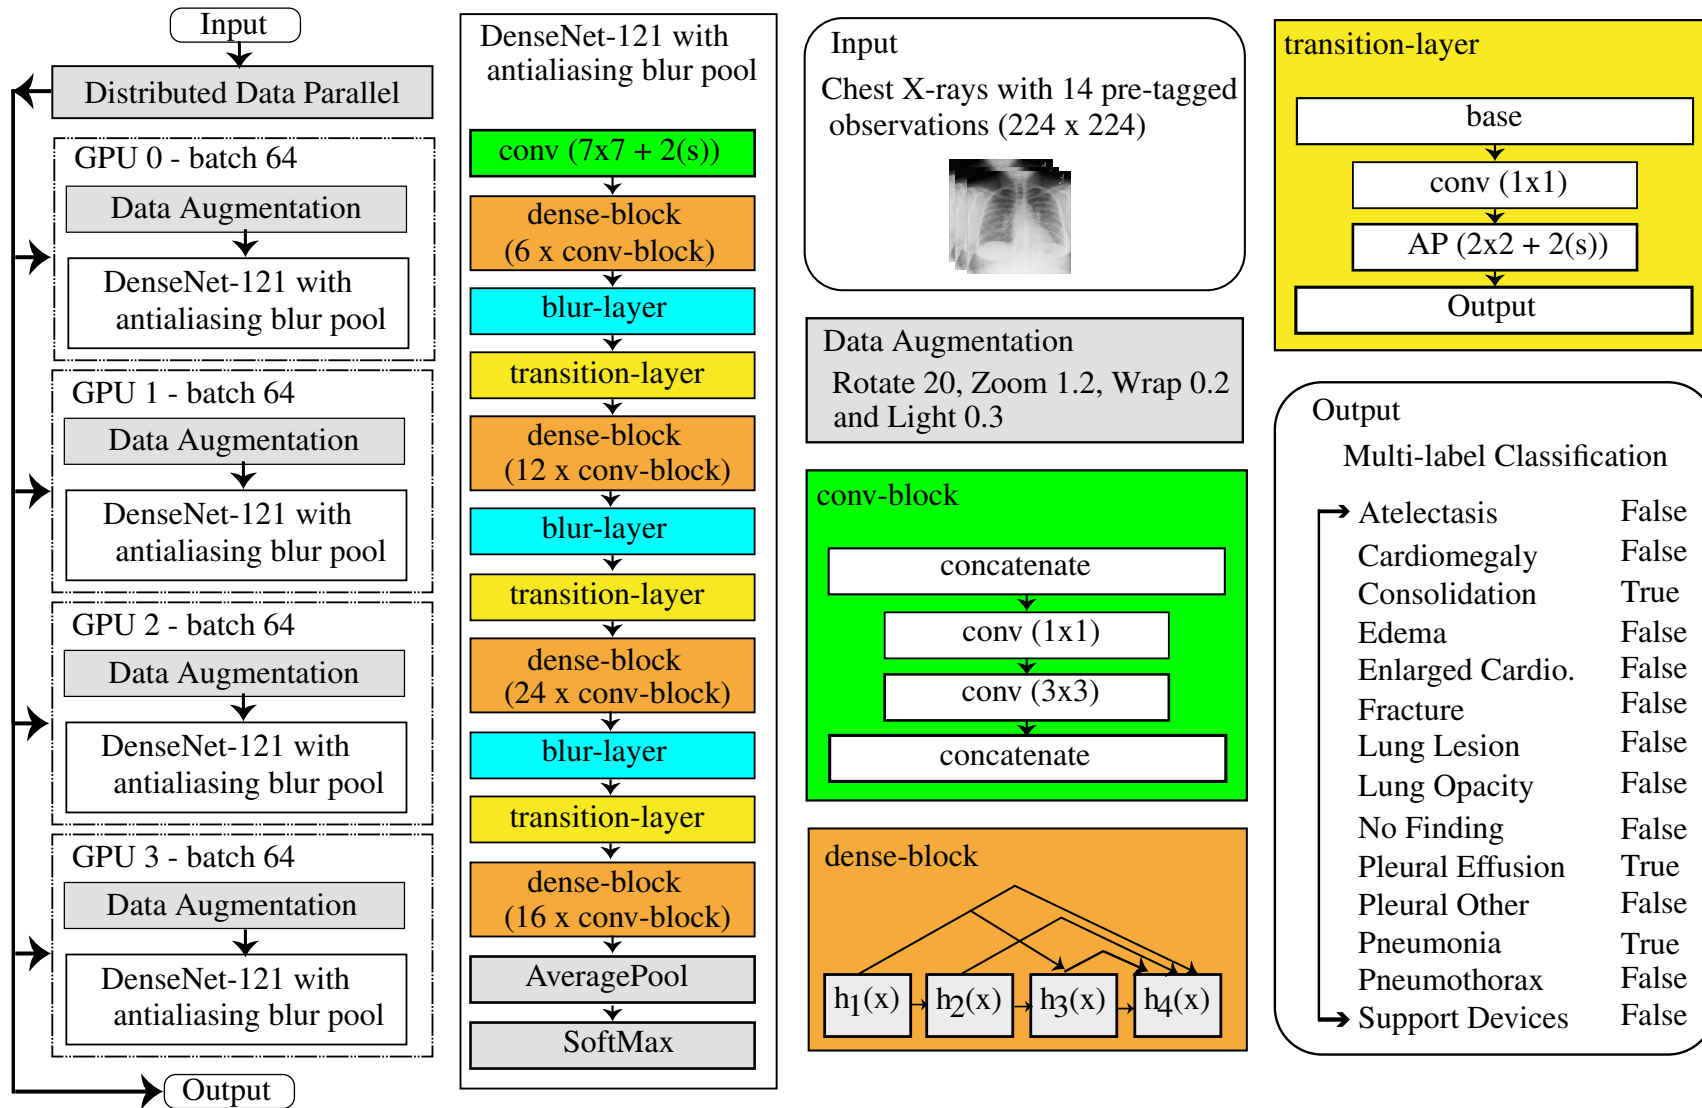 Input
Distributed Data Parallel
GPU 0 - batch 64
Data Augmentation
DenseNet-121 with
antialiasing blur pool
GPU 1 - batch 64
Data Augmentation
DenseNet-121 with
antialiasing blur pool
GPU 2 - batch 64
Data Augmentation
DenseNet-121 with
antialiasing blur pool
GPU 3 - batch 64
Data Augmentation
DenseNet-121 with
antialiasing blur pool
Output
DenseNet-121 with
antialiasing blur pool
conv (7x7 + 2(s))
dense-block
(6 x conv-block)
blur-layer
transition-layer
dense-block
(12 x conv-block)
blur-layer
transition-layer
dense-block
(24 x conv-block)
blur-layer
transition-layer
dense-block
(16 x conv-block)
AveragePool
SoftMax
Input
Chest X-rays with 14 pre-tagged
observations (224 x 224)
Data Augmentation
Rotate 20, Zoom 1.2, Wrap 0.2
and Light 0.3
conv-block
concatenate
conv (1x1)
conv (3x3)
concatenate
dense-block
h1(x) h2(x) h3(x) h4(x)
transition-layer
base
conv (1x1)
AP (2x2 + 2(s))
Output
Output
Multi-label Classification
Atelectasis False
Cardiomegaly False
Consolidation True
Edema False
Enlarged Cardio. False
Fracture False
Lung Lesion False
Lung Opacity False
No Finding False
Pleural Effusion True
Pleural Other False
Pneumonia True
Pneumothorax False
Support Devices False